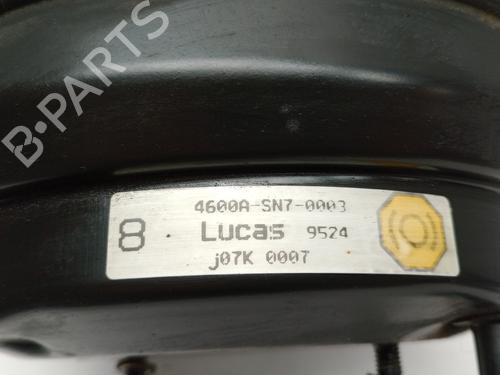 B-PARTS
4600A-SN7-0003
8 Lucas 9524
j07K 0007